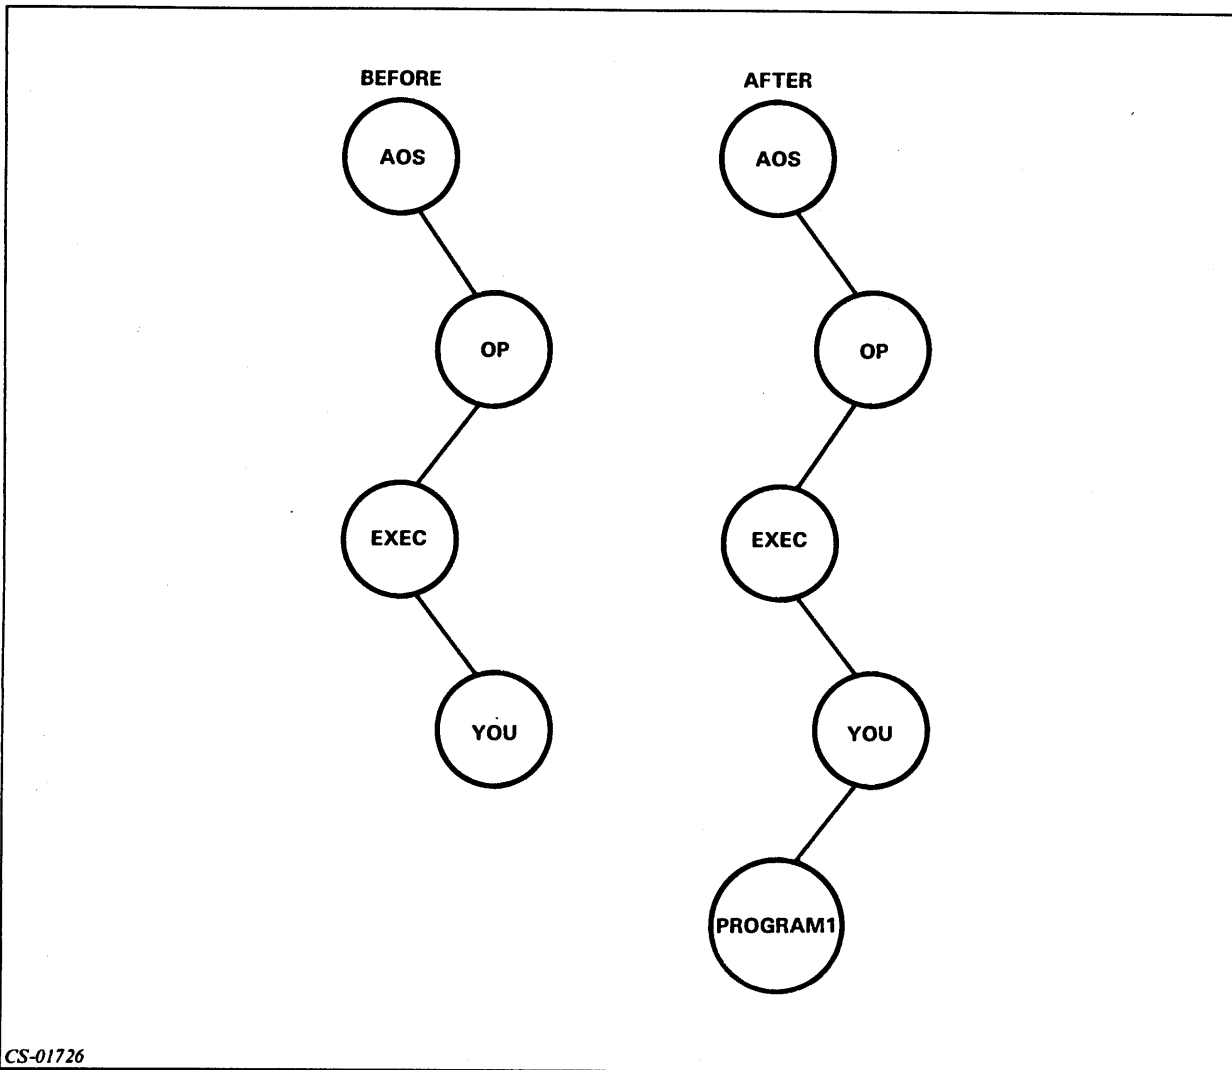 BEFORE
AOS
OP
EXEC
YOU
AFTER
AOS
OP
EXEC
YOU
PROGRAM1
CS-01726